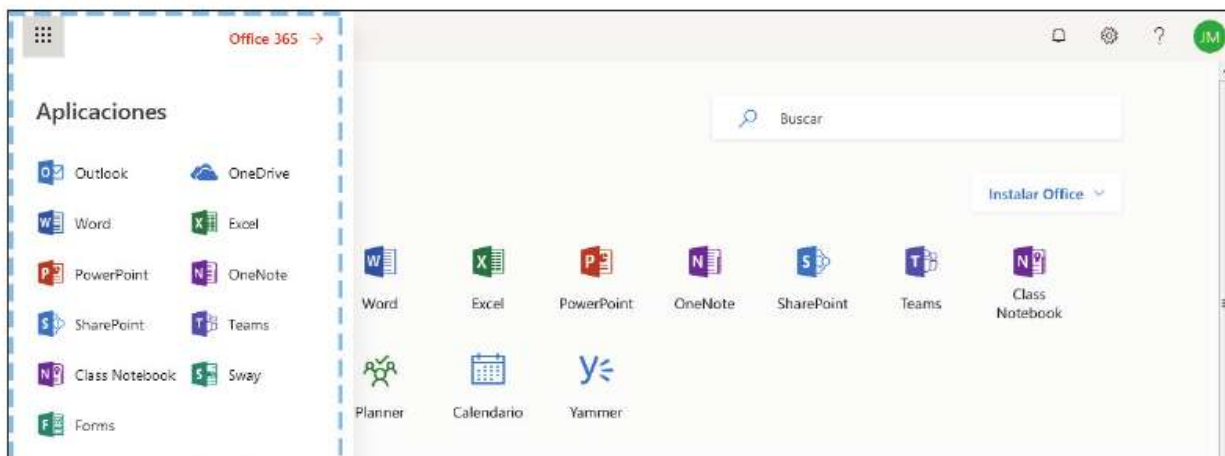 Office 365 →
JM
Aplicaciones
Buscar
Outlook OneDrive
Instalar Office
Word Excel
PowerPoint OneNote
SharePoint Teams
Class Notebook Sway
Forms
Word Excel PowerPoint OneNote SharePoint Teams Class
Notebook
Planner Calendario Yammer